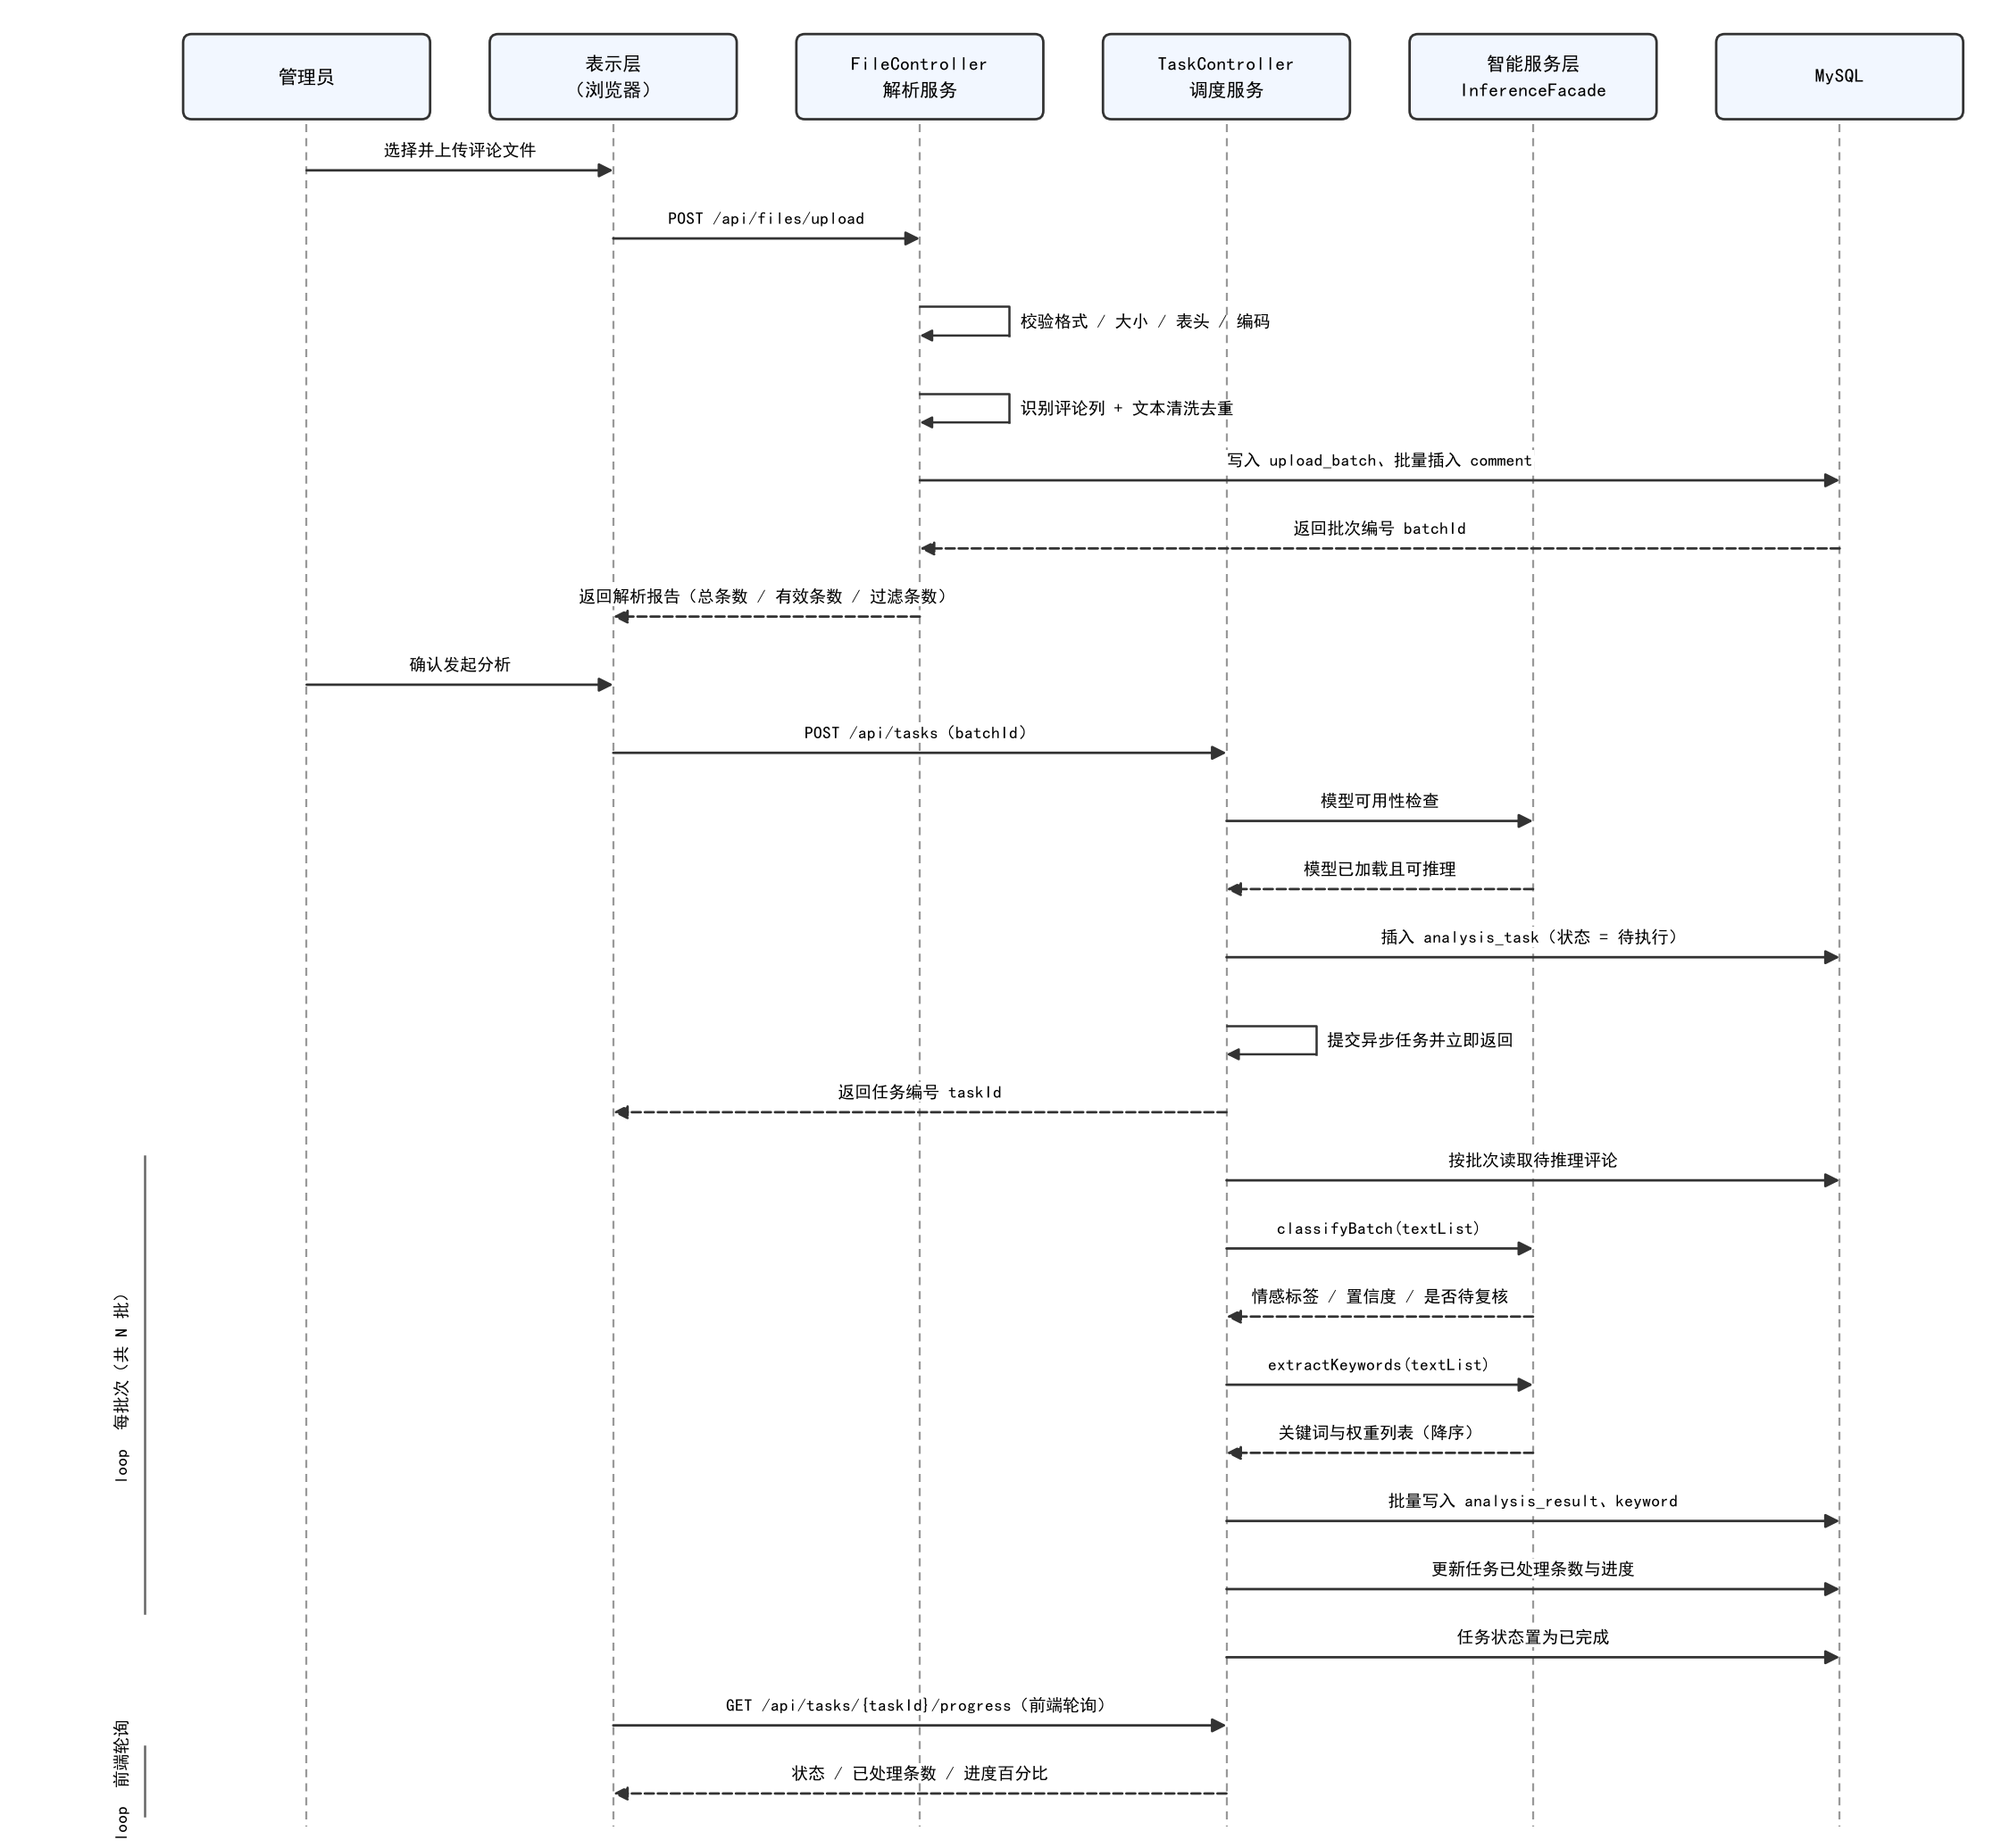 管理员
表示层
（浏览器）
FileController
解析服务
TaskController
调度服务
智能服务层
InferenceFacade
MySQL
选择并上传评论文件
POST /api/files/upload
校验格式 / 大小 / 表头 / 编码
识别评论列 + 文本清洗去重
写入 upload_batch、批量插入 comment
返回批次编号 batchId
返回解析报告（总条数 / 有效条数 / 过滤条数）
确认发起分析
POST /api/tasks（batchId）
模型可用性检查
模型已加载且可推理
插入 analysis_task（状态 = 待执行）
提交异步任务并立即返回
返回任务编号 taskId
loop 每批次（共 N 批）
按批次读取待推理评论
classifyBatch(textList)
情感标签 / 置信度 / 是否待复核
extractKeywords(textList)
关键词与权重列表（降序）
批量写入 analysis_result、keyword
更新任务已处理条数与进度
任务状态置为已完成
loop 前端轮询
GET /api/tasks/{taskId}/progress（前端轮询）
状态 / 已处理条数 / 进度百分比